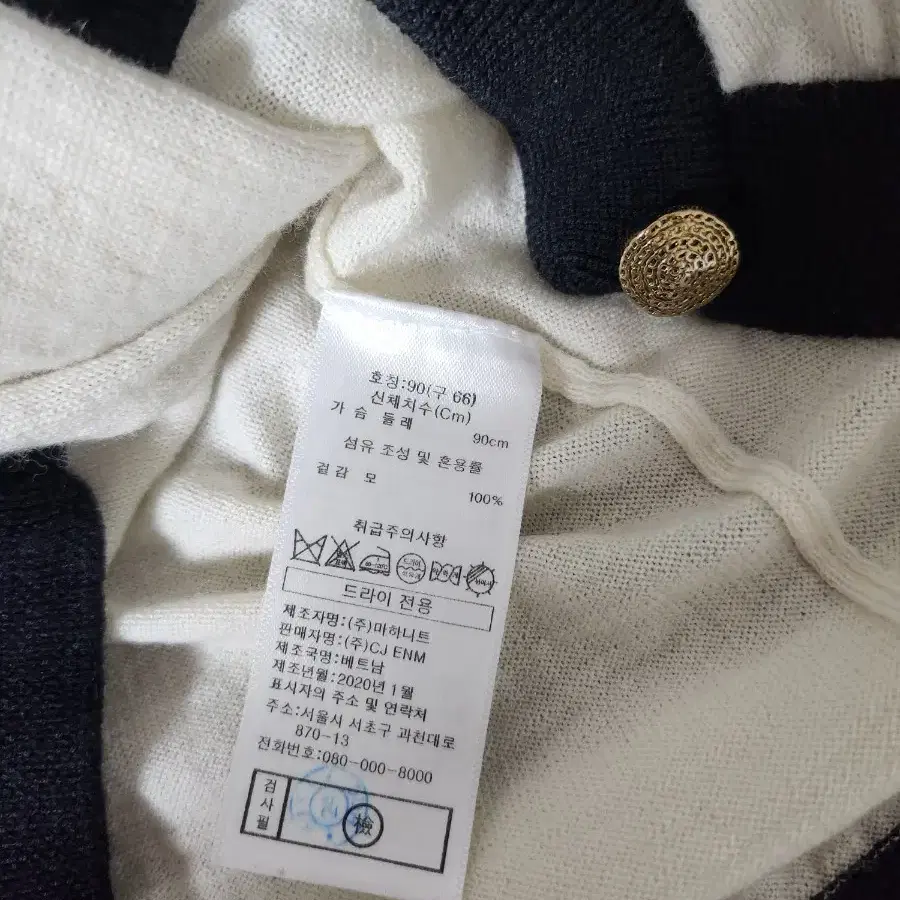 호칭:90(구 66)
신체치수(Cm)
가 슴 둘레 90cm
섬유 조성 및 혼용률
겉감 모 100%
취급주의사항
드라이
드라이 전용
제조자명:(주)마하니트
판매자명:(주)CJ ENM
제조국명:베트남
제조년월:2020년 1월
표시자의 주소 및 연락처
주소:서울시 서초구 과천대로
870-13
전화번호:080-000-8000
검사필
檢